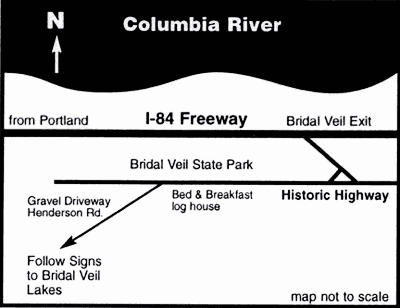 N
Columbia River
from Portland
I-84 Freeway
Bridal Veil Exit
Bridal Veil State Park
Gravel Driveway
Henderson Rd.
Bed & Breakfast
log house
Historic Highway
Follow Signs
to Bridal Veil
Lakes
map not to scale